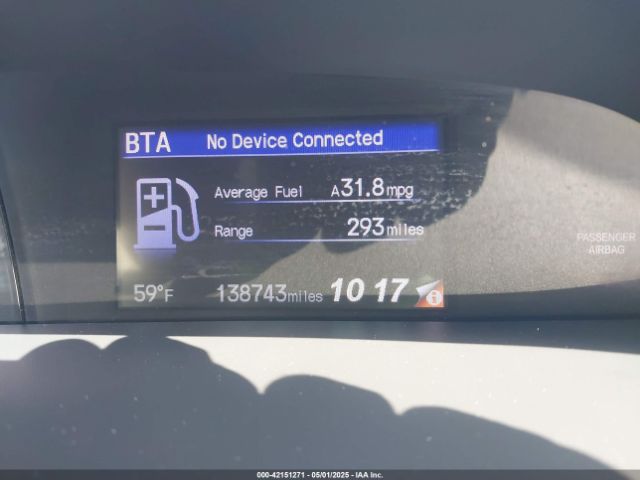 BTA No Device Connected
Average Fuel A31.8mpg
Range 293miles
PASSENGER
AIRBAG
59°F 138743miles 10 17 i
000-42151271 - 05/01/2025 - IAA Inc.